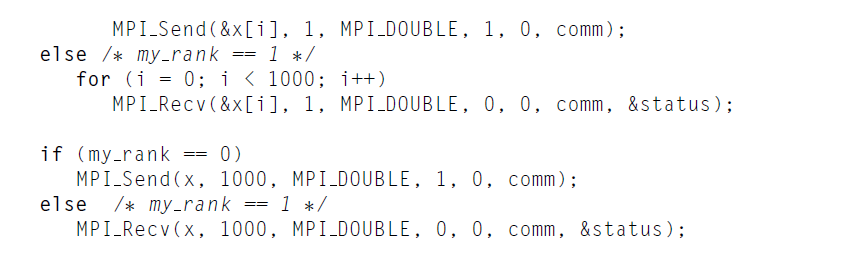 MPI_Send(&x[i], 1, MPI_DOUBLE, 1, 0, comm);
else /* my_rank == 1 */
for (i = 0; i < 1000; i++)
MPI_Recv(&x[i], 1, MPI_DOUBLE, 0, 0, comm, &status);
if (my_rank == 0)
MPI_Send(x, 1000, MPI_DOUBLE, 1, 0, comm);
else /* my_rank == 1 */
MPI_Recv(x, 1000, MPI_DOUBLE, 0, 0, comm, &status);